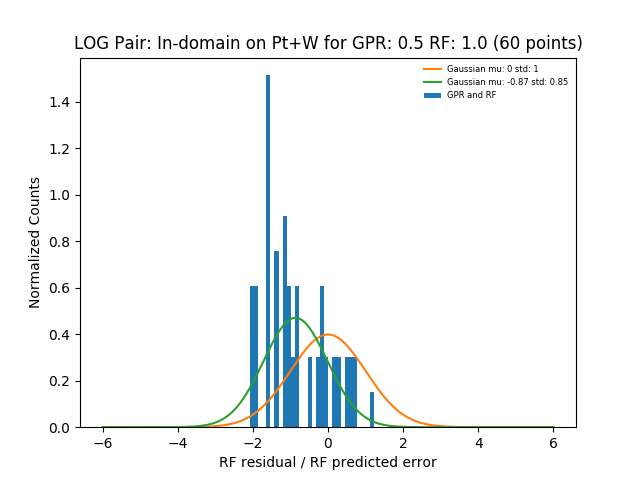 LOG Pair: In-domain on Pt+W for GPR: 0.5 RF: 1.0 (60 points)
Gaussian mu: 0 std: 1
Gaussian mu: -0.87 std: 0.85
GPR and RF
Normalized Counts
1.4
1.2
1.0
0.8
0.6
0.4
0.2
0.0
−6 −4 −2 0 2 4 6
RF residual / RF predicted error